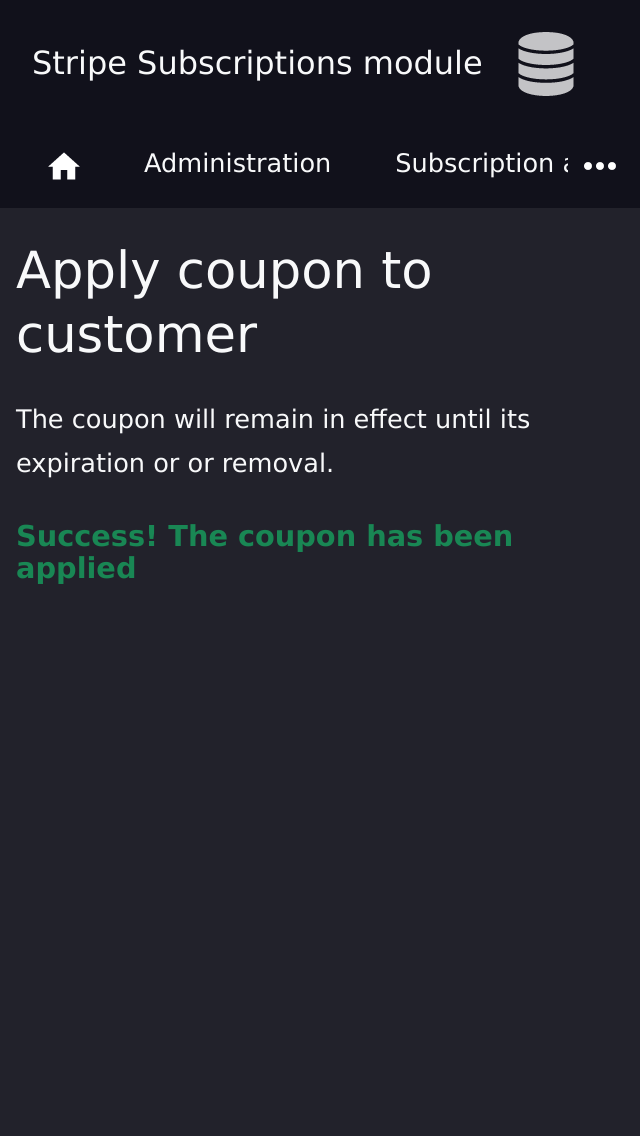 Stripe Subscriptions module
Administration
Subscription
Apply coupon to
customer
The coupon will remain in effect until its
expiration or or removal.
Success! The coupon has been
applied